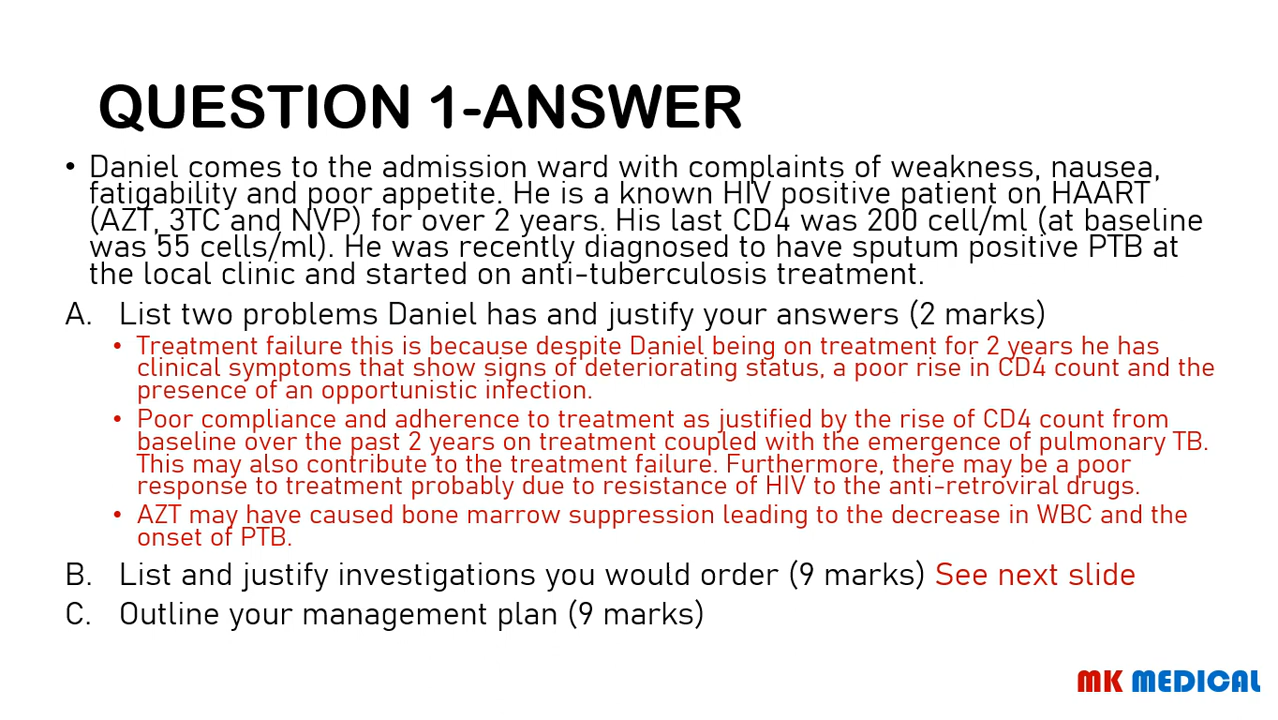 QUESTION 1-ANSWER
• Daniel comes to the admission ward with complaints of weakness, nausea,
fatigability and poor appetite. He is a known HIV positive patient on HAART
(AZT, 3TC and NVP) for over 2 years. His last CD4 was 200 cell/ml (at baseline
was 55 cells/ml). He was recently diagnosed to have sputum positive PTB at
the local clinic and started on anti-tuberculosis treatment.
A. List two problems Daniel has and justify your answers (2 marks)
• Treatment failure this is because despite Daniel being on treatment for 2 years he has
clinical symptoms that show signs of deteriorating status, a poor rise in CD4 count and the
presence of an opportunistic infection.
• Poor compliance and adherence to treatment as justified by the rise of CD4 count from
baseline over the past 2 years on treatment coupled with the emergence of pulmonary TB.
This may also contribute to the treatment failure. Furthermore, there may be a poor
response to treatment probably due to resistance of HIV to the anti-retroviral drugs.
• AZT may have caused bone marrow suppression leading to the decrease in WBC and the
onset of PTB.
B. List and justify investigations you would order (9 marks) See next slide
C. Outline your management plan (9 marks)
MK MEDICAL